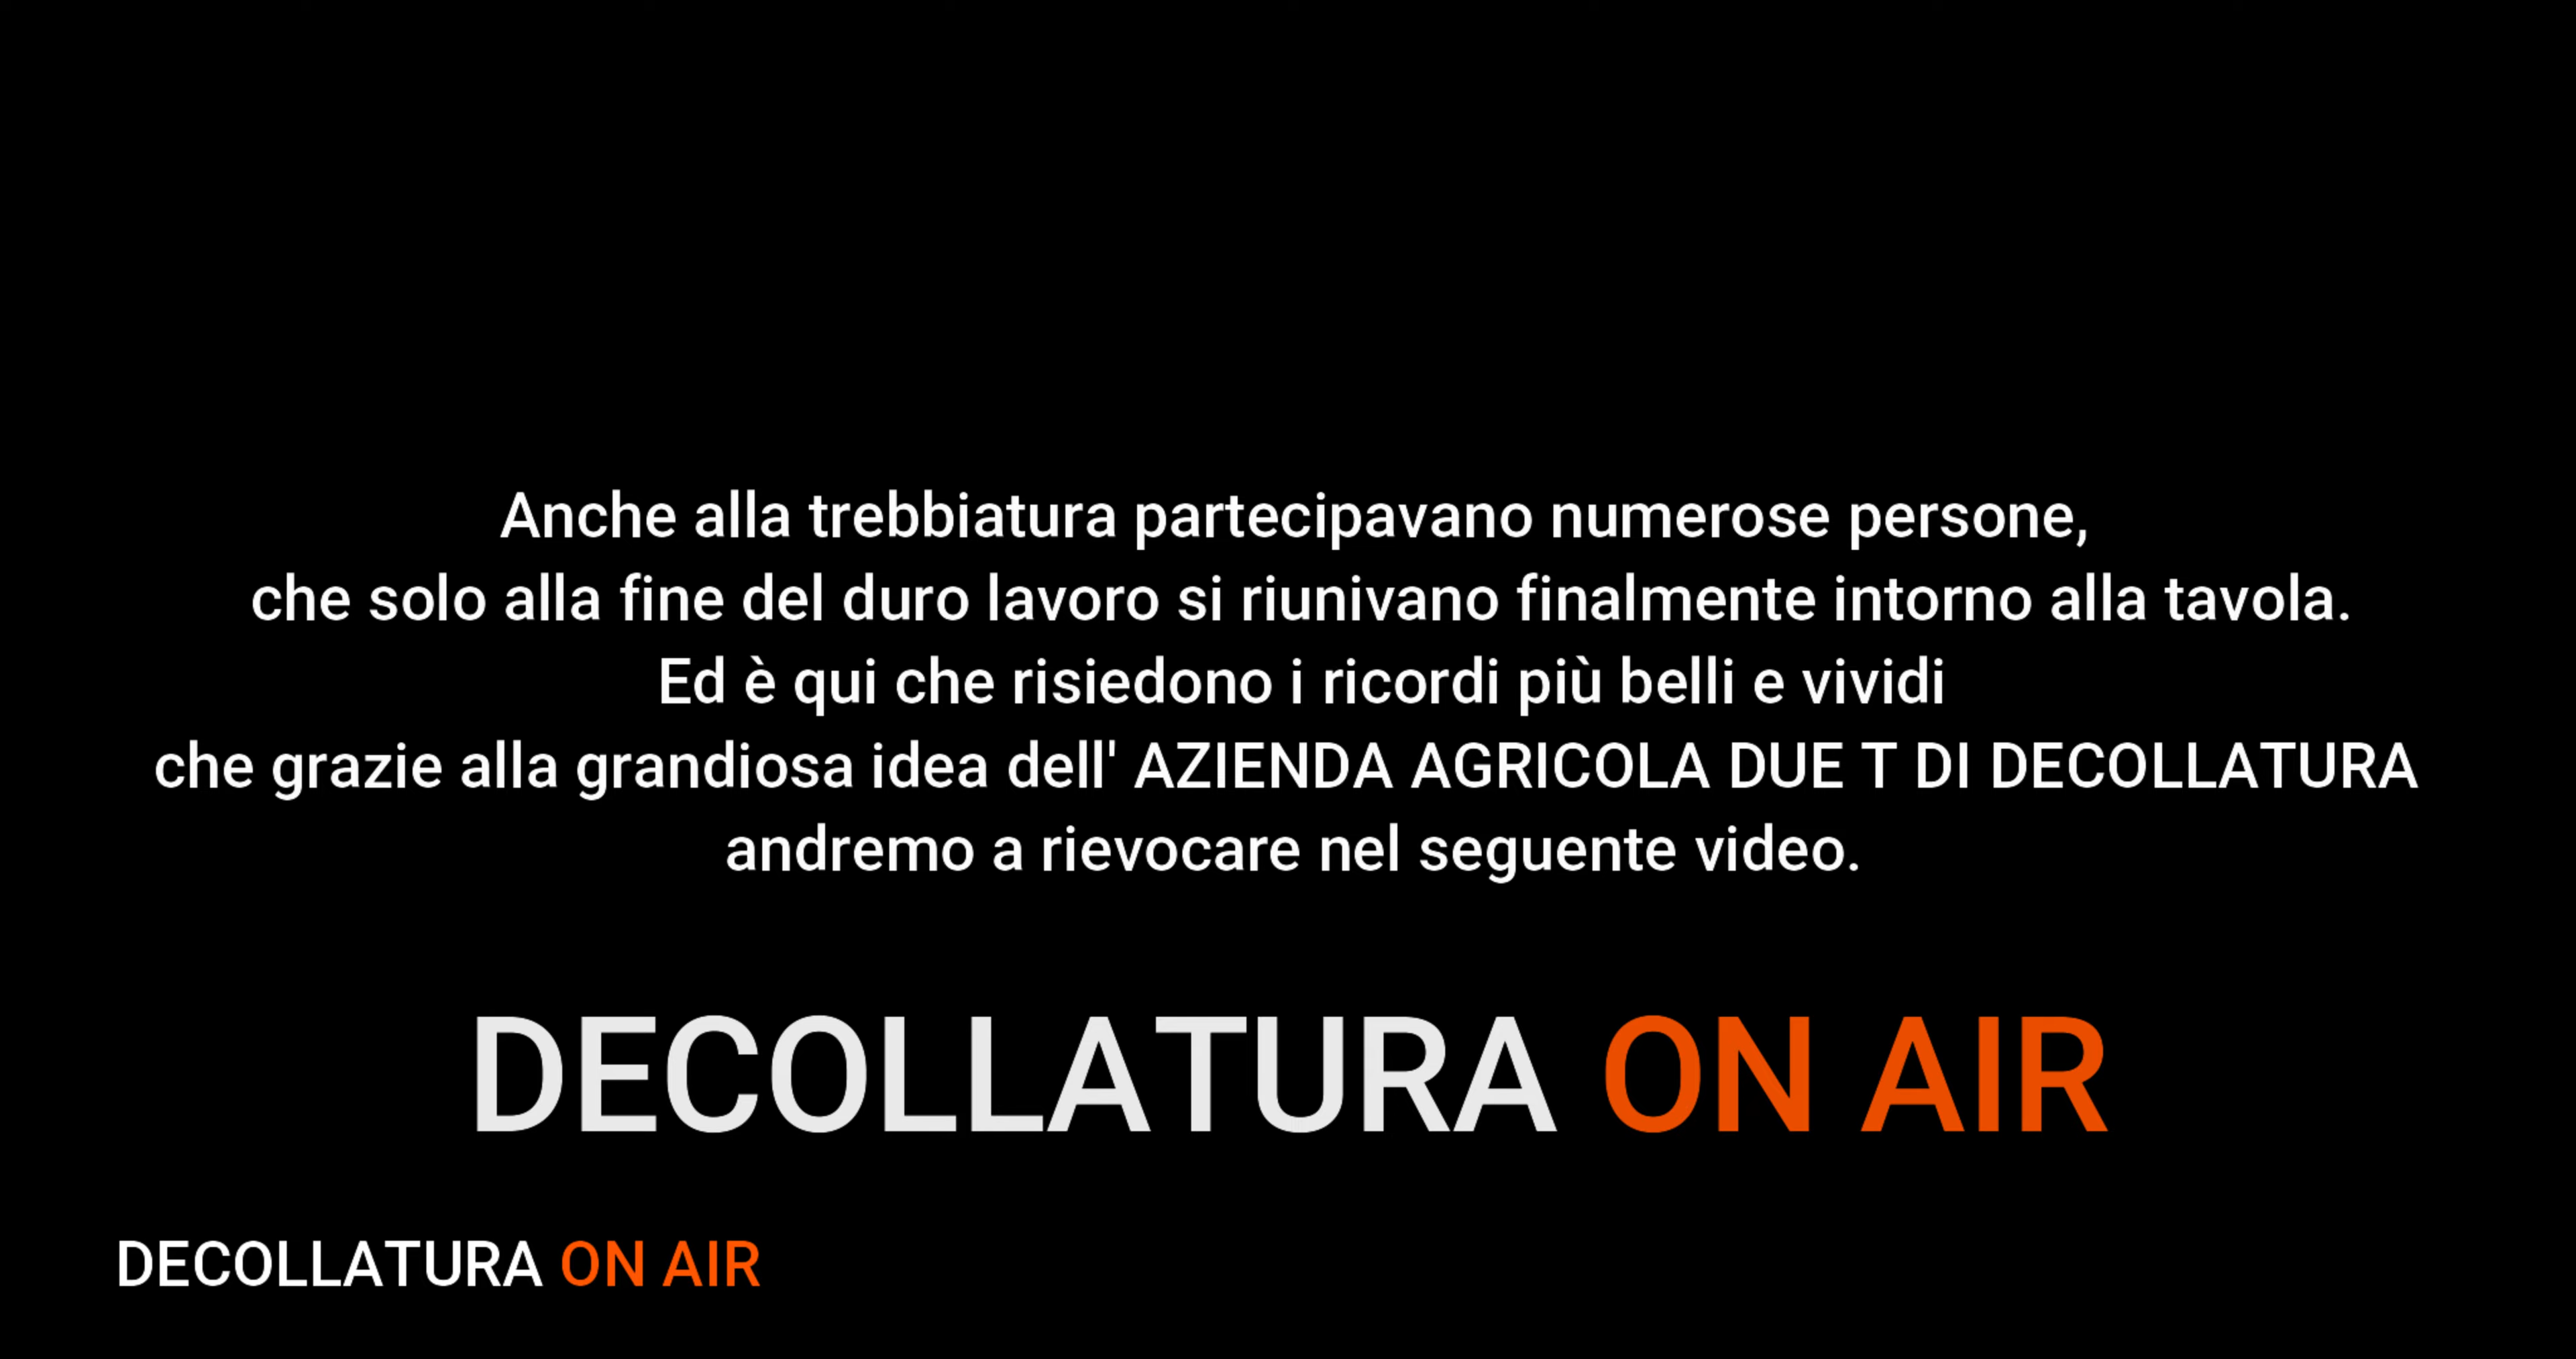 Anche alla trebbiatura partecipavano numerose persone,
che solo alla fine del duro lavoro si riunivano finalmente intorno alla tavola.
Ed è qui che risiedono i ricordi più belli e vividi
che grazie alla grandiosa idea dell' AZIENDA AGRICOLA DUE T DI DECOLLATURA
andremo a rievocare nel seguente video.
DECOLLATURA ON AIR
DECOLLATURA ON AIR